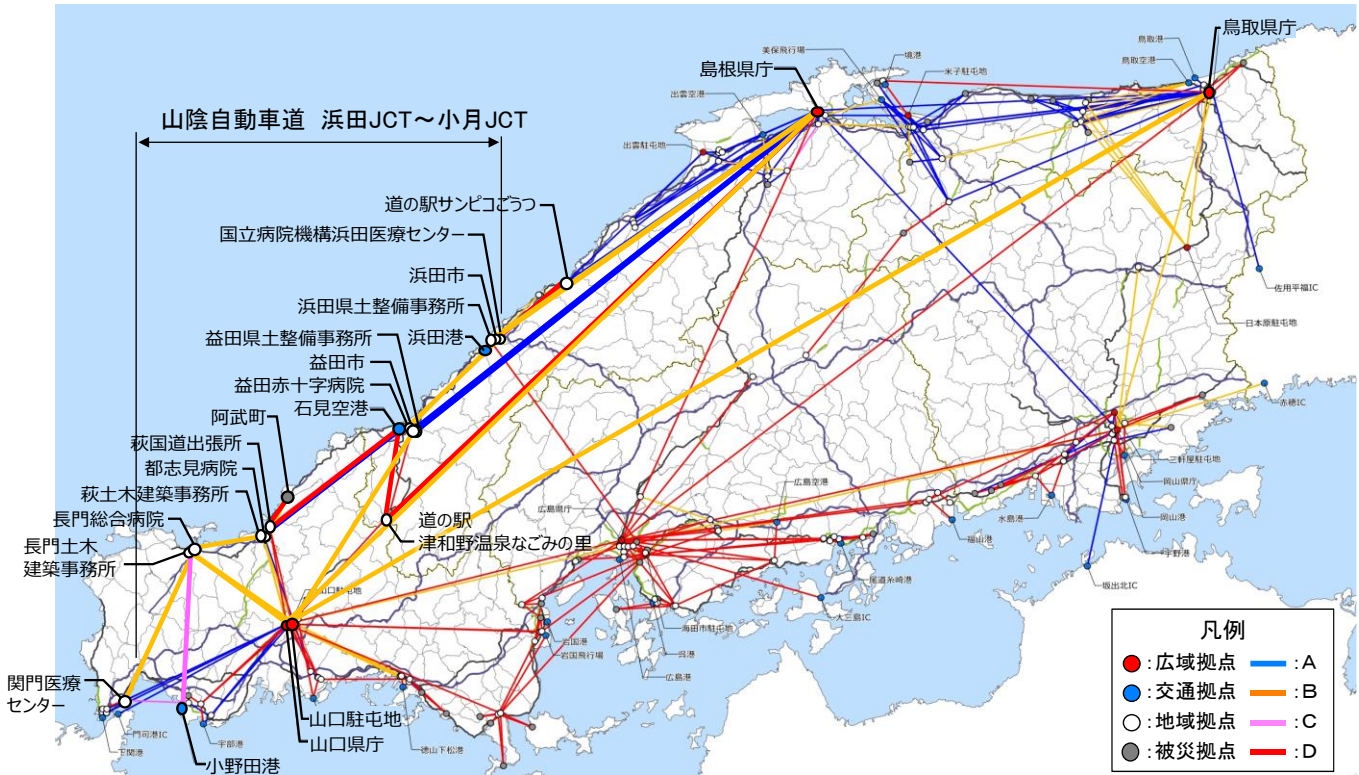 鳥取県庁
鳥取港
鳥取空港
美保飛行場
境港
米子駐屯地
島根県庁
出雲空港
出雲駐屯地
山陰自動車道 浜田JCT～小月JCT
道の駅サンピコごうつ
国立病院機構浜田医療センター
浜田市
浜田県土整備事務所
浜田港
益田県土整備事務所
益田市
益田赤十字病院
石見空港
阿武町
萩国道出張所
都志見病院
萩土木建築事務所
長門総合病院
長門土木
建築事務所
道の駅
津和野温泉なごみの里
佐用平福IC
日本原駐屯地
赤穂IC
三軒屋駐屯地
岡山県庁
岡山港
宇野港
水島港
坂出北IC
福山港
尾道糸崎港
大三島IC
広島空港
広島県庁
海田市駐屯地
呉港
広島港
岩国港
岩国飛行場
山口駐屯地
徳山下松港
関門医療
センター
門司港IC
下関港
宇部港
小野田港
山口駐屯地
山口県庁
凡例
：広域拠点 ：A
：交通拠点 ：B
：地域拠点 ：C
：被災拠点 ：D